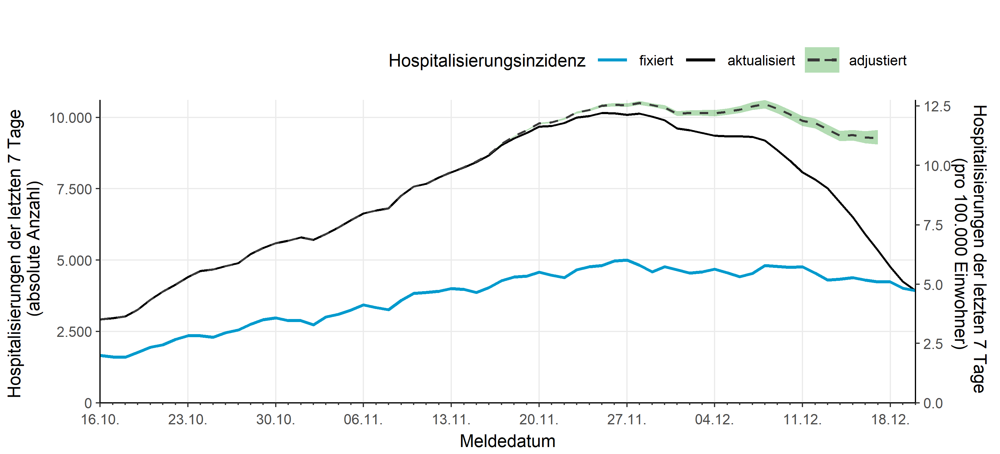 Hospitalisierungsinzidenz fixiert aktualisiert adjustiert
Hospitalisierungen der letzten 7 Tage
(absolute Anzahl)
10.000
7.500
5.000
2.500
0
12.5
10.0
7.5
5.0
2.5
0.0
Hospitalisierungen der letzten 7 Tage
(pro 100.000 Einwohner)
16.10. 23.10. 30.10. 06.11. 13.11. 20.11. 27.11. 04.12. 11.12. 18.12.
Meldedatum